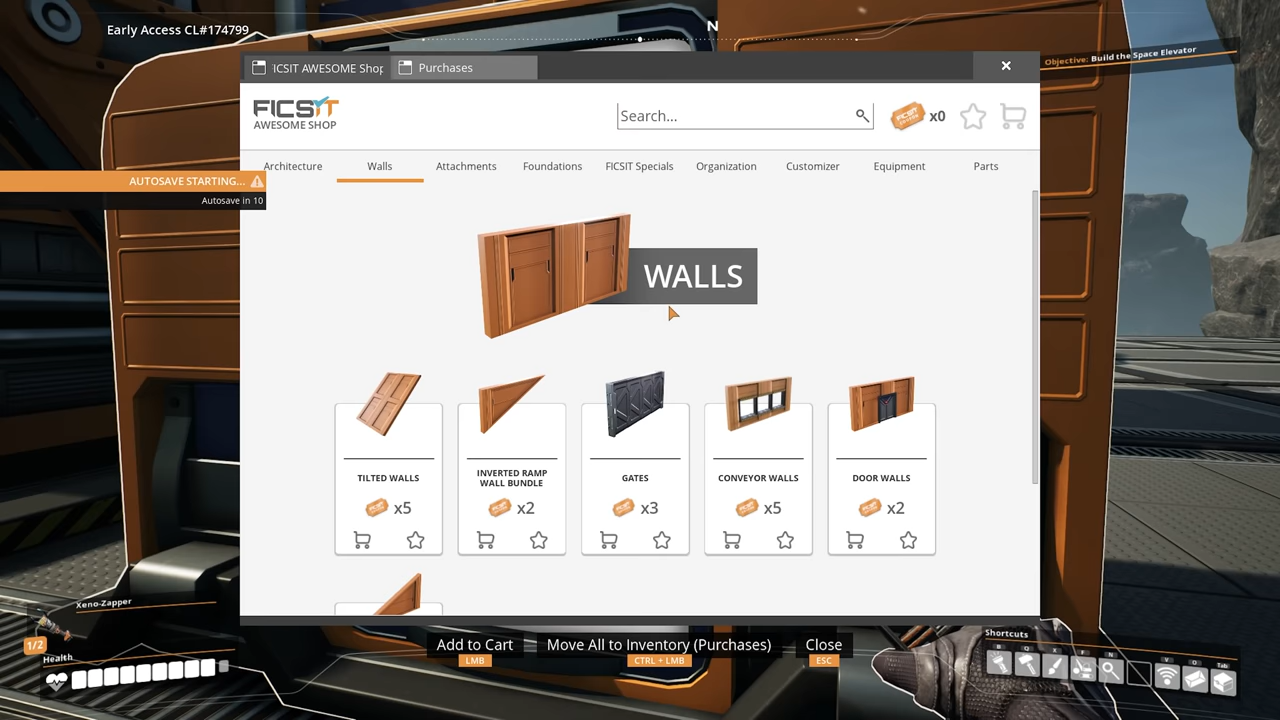 Early Access CL#174799
N
Objective: Build the Space Elevator
ICSIT AWESOME Shop
Purchases
FICSIT
AWESOME SHOP
Search...
x0
Architecture
Walls
Attachments
Foundations
FICSIT Specials
Organization
Customizer
Equipment
Parts
AUTOSAVE STARTING...
Autosave in 10
WALLS
TILTED WALLS
x5
INVERTED RAMP
WALL BUNDLE
x2
GATES
x3
CONVEYOR WALLS
x5
DOOR WALLS
x2
Xeno-Zapper
1/2
Health
Add to Cart
LMB
Move All to Inventory (Purchases)
CTRL + LMB
Close
ESC
Shortcuts
B
Q
X
F
N
V
O
Tab